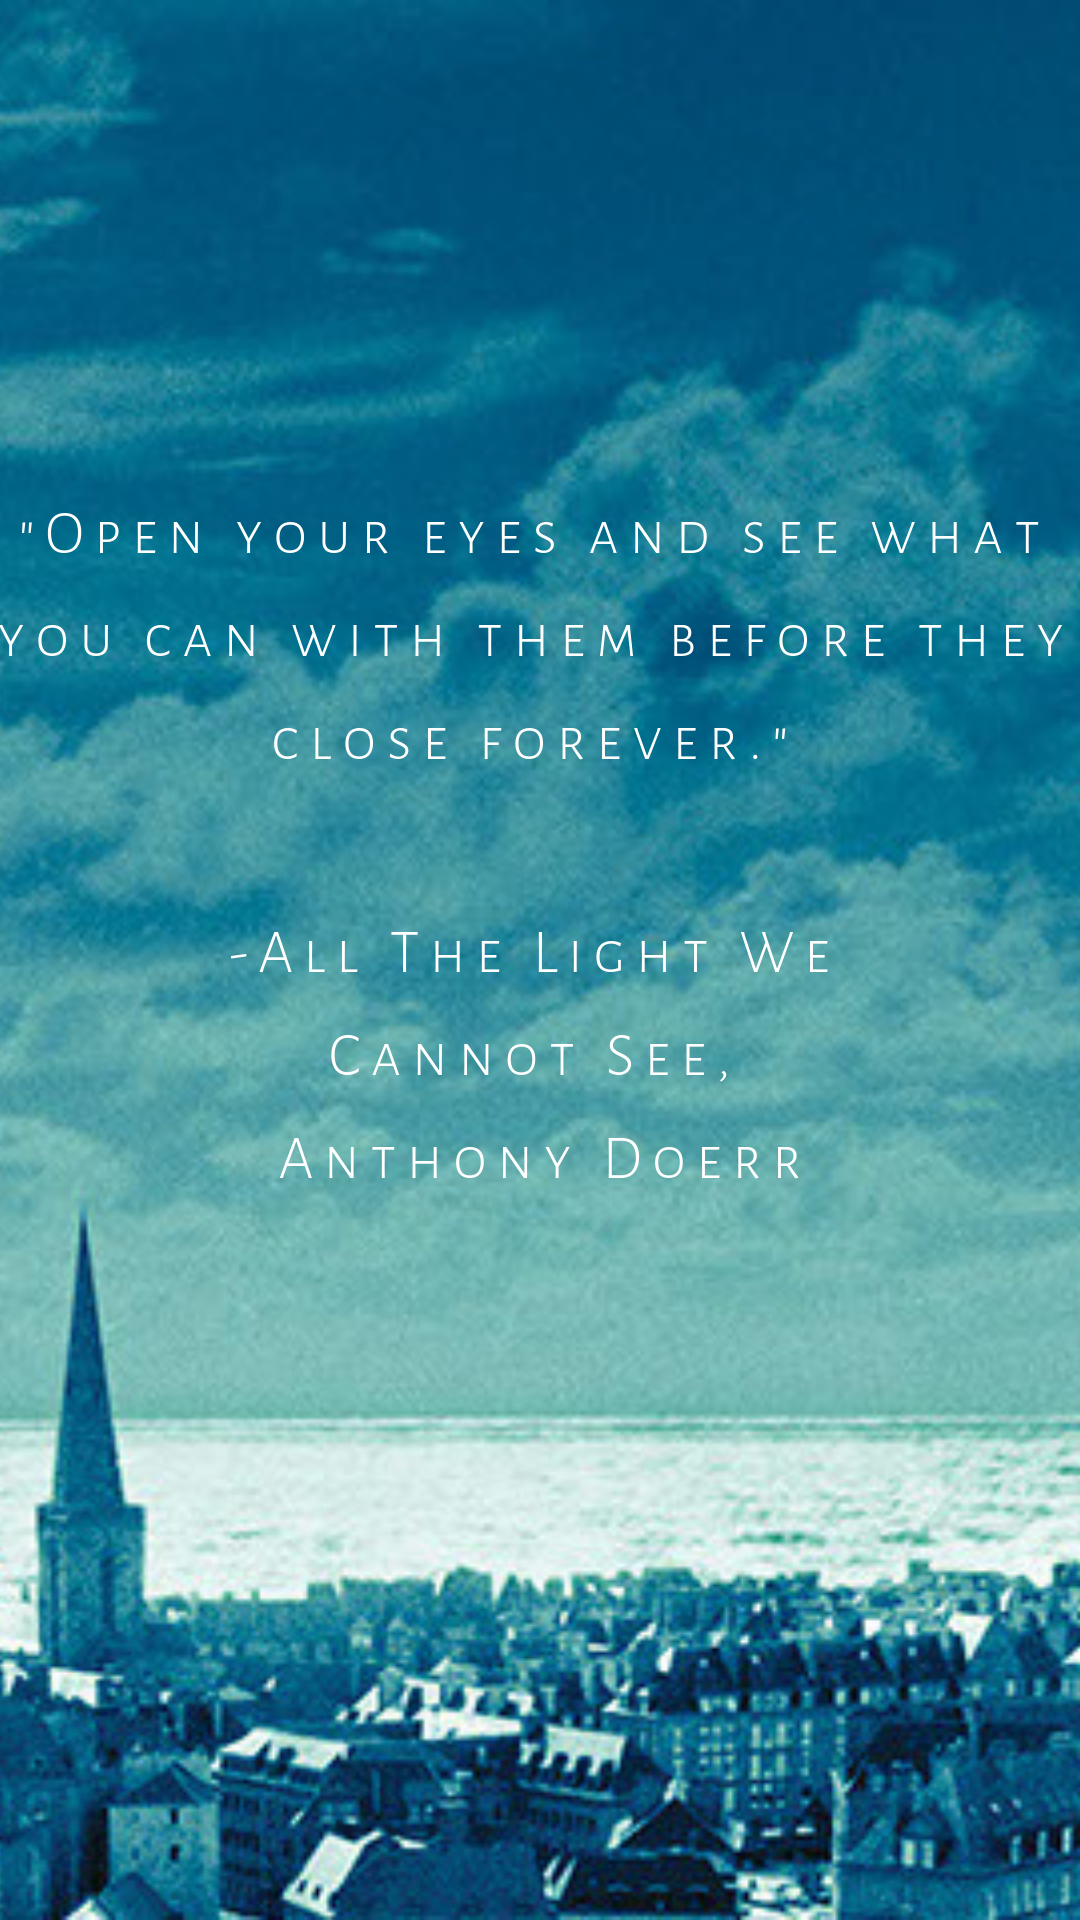 "Open your eyes and see what
you can with them before they
close forever."
-All The Light We
Cannot See,
Anthony Doerr